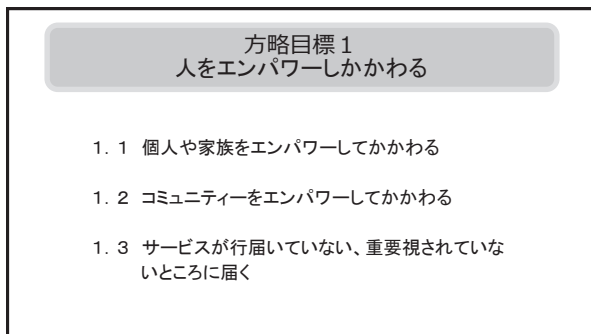 方略目標1
人をエンパワーしかかわる
1.1 個人や家族をエンパワーしてかかわる
1.2 コミュニティーをエンパワーしてかかわる
1.3 サービスが行届いていない、重要視されていな
いところに届く